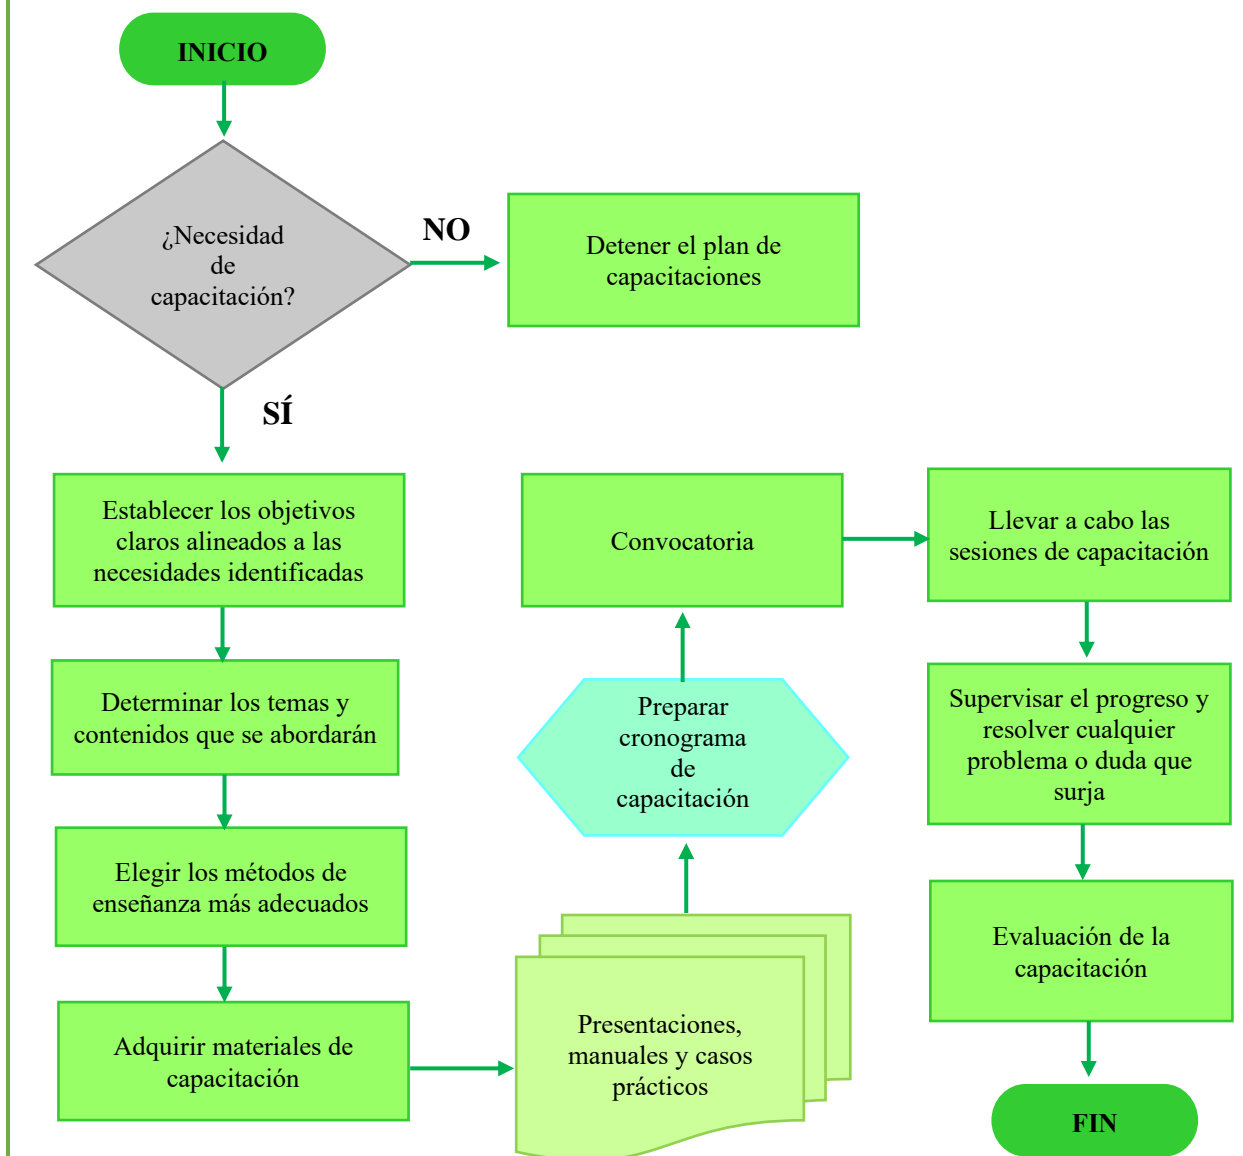 INICIO
¿Necesidad
de
capacitación?
NO
Detener el plan de
capacitaciones
SÍ
Establecer los objetivos
claros alineados a las
necesidades identificadas
Determinar los temas y
contenidos que se abordarán
Elegir los métodos de
enseñanza más adecuados
Adquirir materiales de
capacitación
Presentaciones,
manuales y casos
prácticos
Preparar
cronograma
de
capacitación
Convocatoria
Llevar a cabo las
sesiones de capacitación
Supervisar el progreso y
resolver cualquier
problema o duda que
surja
Evaluación de la
capacitación
FIN